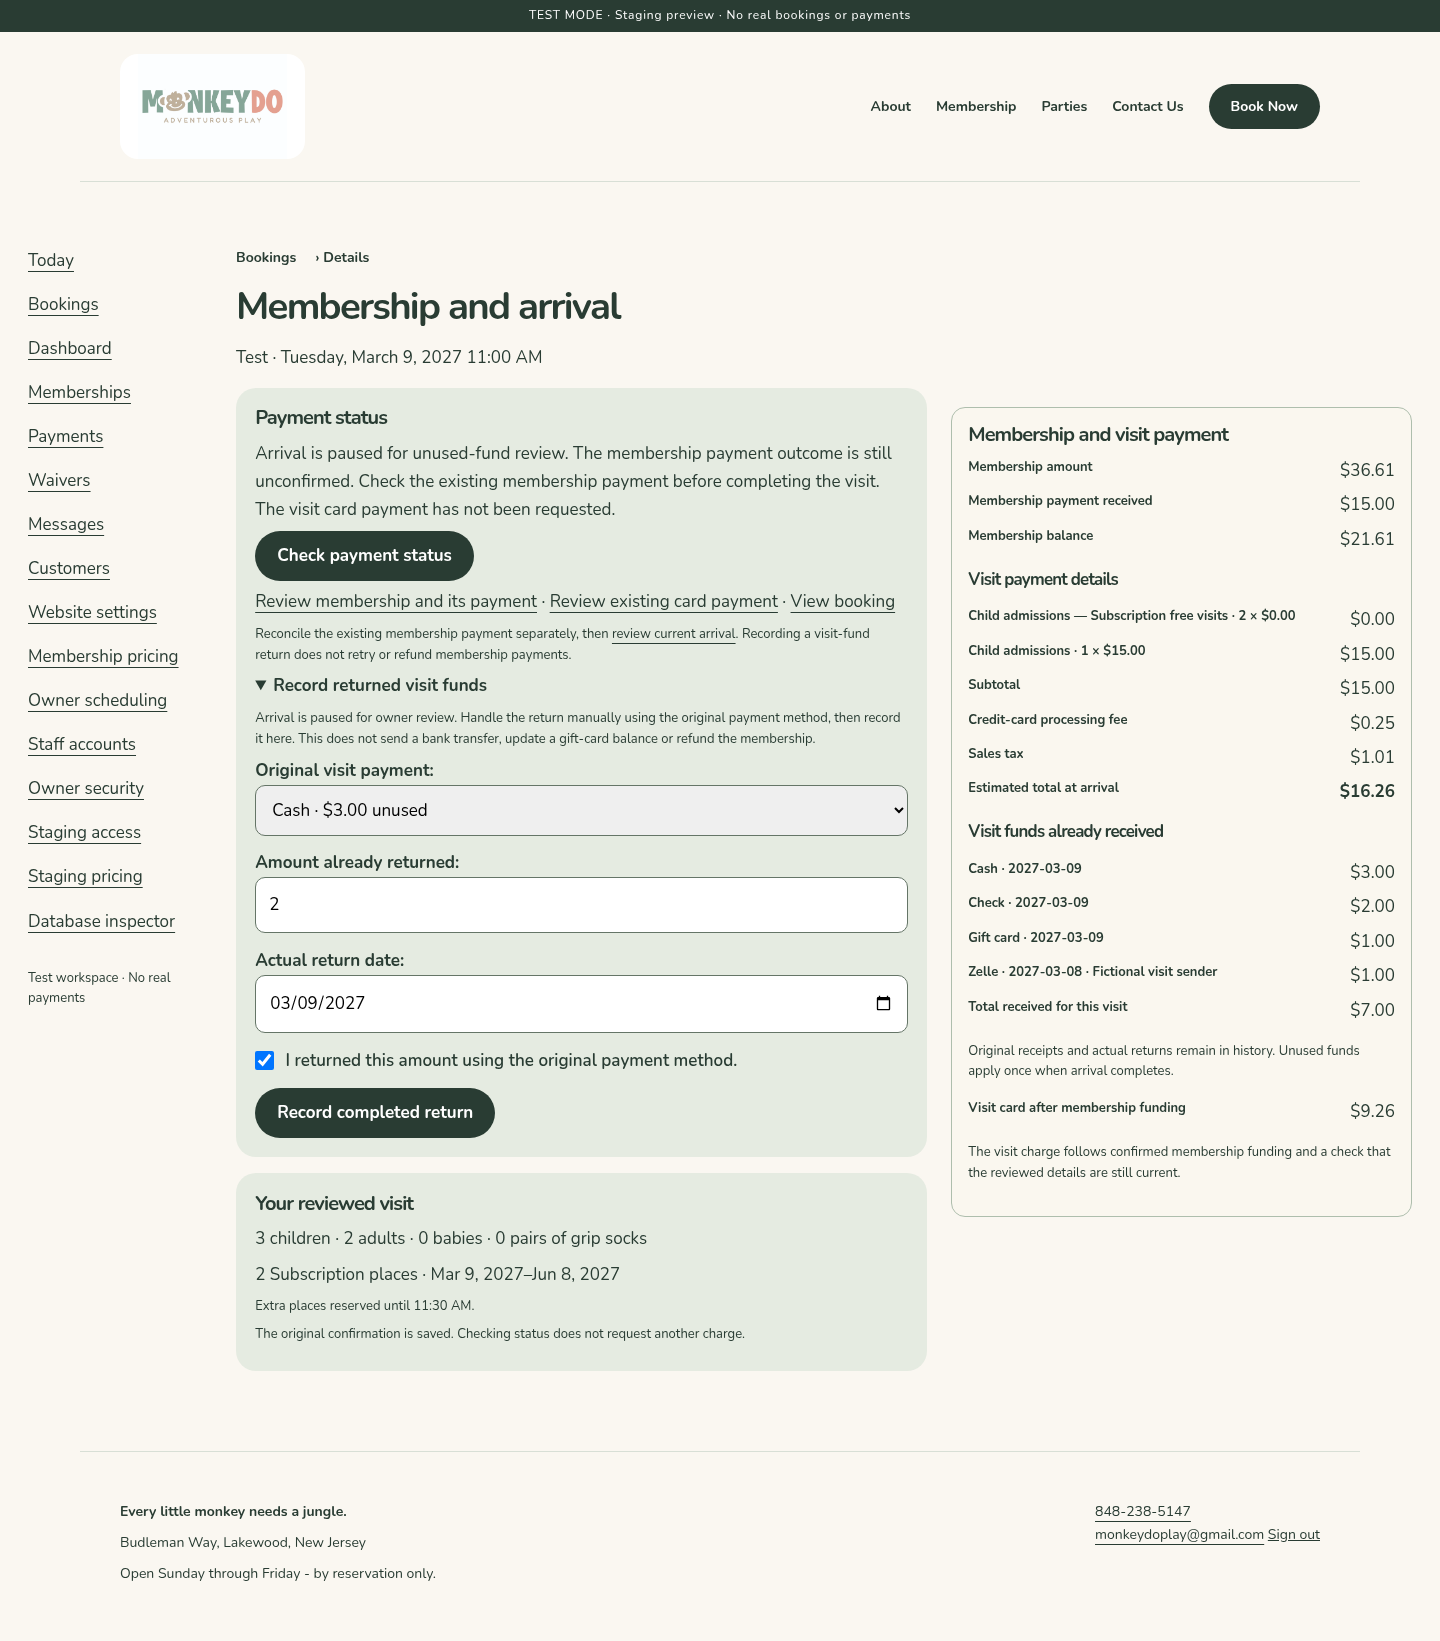 TEST MODE · Staging preview · No real bookings or payments
MONKEYDO
ADVENTUROUS PLAY
About
Membership
Parties
Contact Us
Book Now
Today
Bookings
Dashboard
Memberships
Payments
Waivers
Messages
Customers
Website settings
Membership pricing
Owner scheduling
Staff accounts
Owner security
Staging access
Staging pricing
Database inspector
Test workspace · No real
payments
Bookings › Details
Membership and arrival
Test · Tuesday, March 9, 2027 11:00 AM
Payment status
Arrival is paused for unused-fund review. The membership payment outcome is still
unconfirmed. Check the existing membership payment before completing the visit.
The visit card payment has not been requested.
Check payment status
Review membership and its payment · Review existing card payment · View booking
Reconcile the existing membership payment separately, then review current arrival. Recording a visit-fund
return does not retry or refund membership payments.
▼ Record returned visit funds
Arrival is paused for owner review. Handle the return manually using the original payment method, then record
it here. This does not send a bank transfer, update a gift-card balance or refund the membership.
Original visit payment:
Cash · $3.00 unused
Amount already returned:
2
Actual return date:
03/09/2027
I returned this amount using the original payment method.
Record completed return
Your reviewed visit
3 children · 2 adults · 0 babies · 0 pairs of grip socks
2 Subscription places · Mar 9, 2027–Jun 8, 2027
Extra places reserved until 11:30 AM.
The original confirmation is saved. Checking status does not request another charge.
Membership and visit payment
Membership amount $36.61
Membership payment received $15.00
Membership balance $21.61
Visit payment details
Child admissions — Subscription free visits · 2 × $0.00 $0.00
Child admissions · 1 × $15.00 $15.00
Subtotal $15.00
Credit-card processing fee $0.25
Sales tax $1.01
Estimated total at arrival $16.26
Visit funds already received
Cash · 2027-03-09 $3.00
Check · 2027-03-09 $2.00
Gift card · 2027-03-09 $1.00
Zelle · 2027-03-08 · Fictional visit sender $1.00
Total received for this visit $7.00
Original receipts and actual returns remain in history. Unused funds
apply once when arrival completes.
Visit card after membership funding $9.26
The visit charge follows confirmed membership funding and a check that
the reviewed details are still current.
Every little monkey needs a jungle.
Budleman Way, Lakewood, New Jersey
Open Sunday through Friday - by reservation only.
848-238-5147
monkeydoplay@gmail.com Sign out